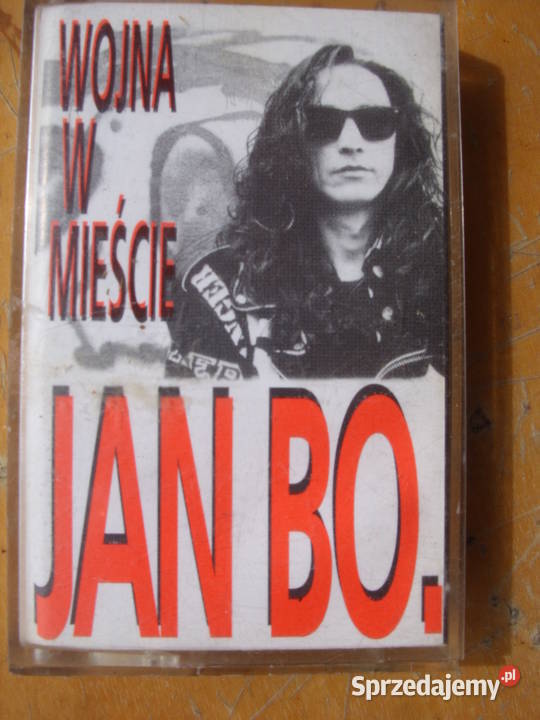 WOJNA
W
MIEŚCIE
JAN BO.
Sprzedajemy.pl